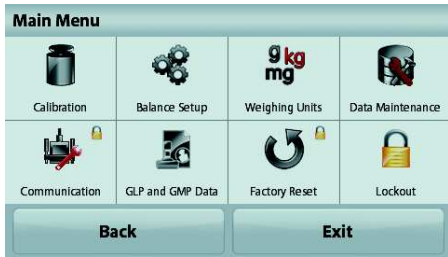 Main Menu
g kg
mg
Calibration Balance Setup Weighing Units Data Maintenance
Communication GLP and GMP Data Factory Reset Lockout
Back Exit